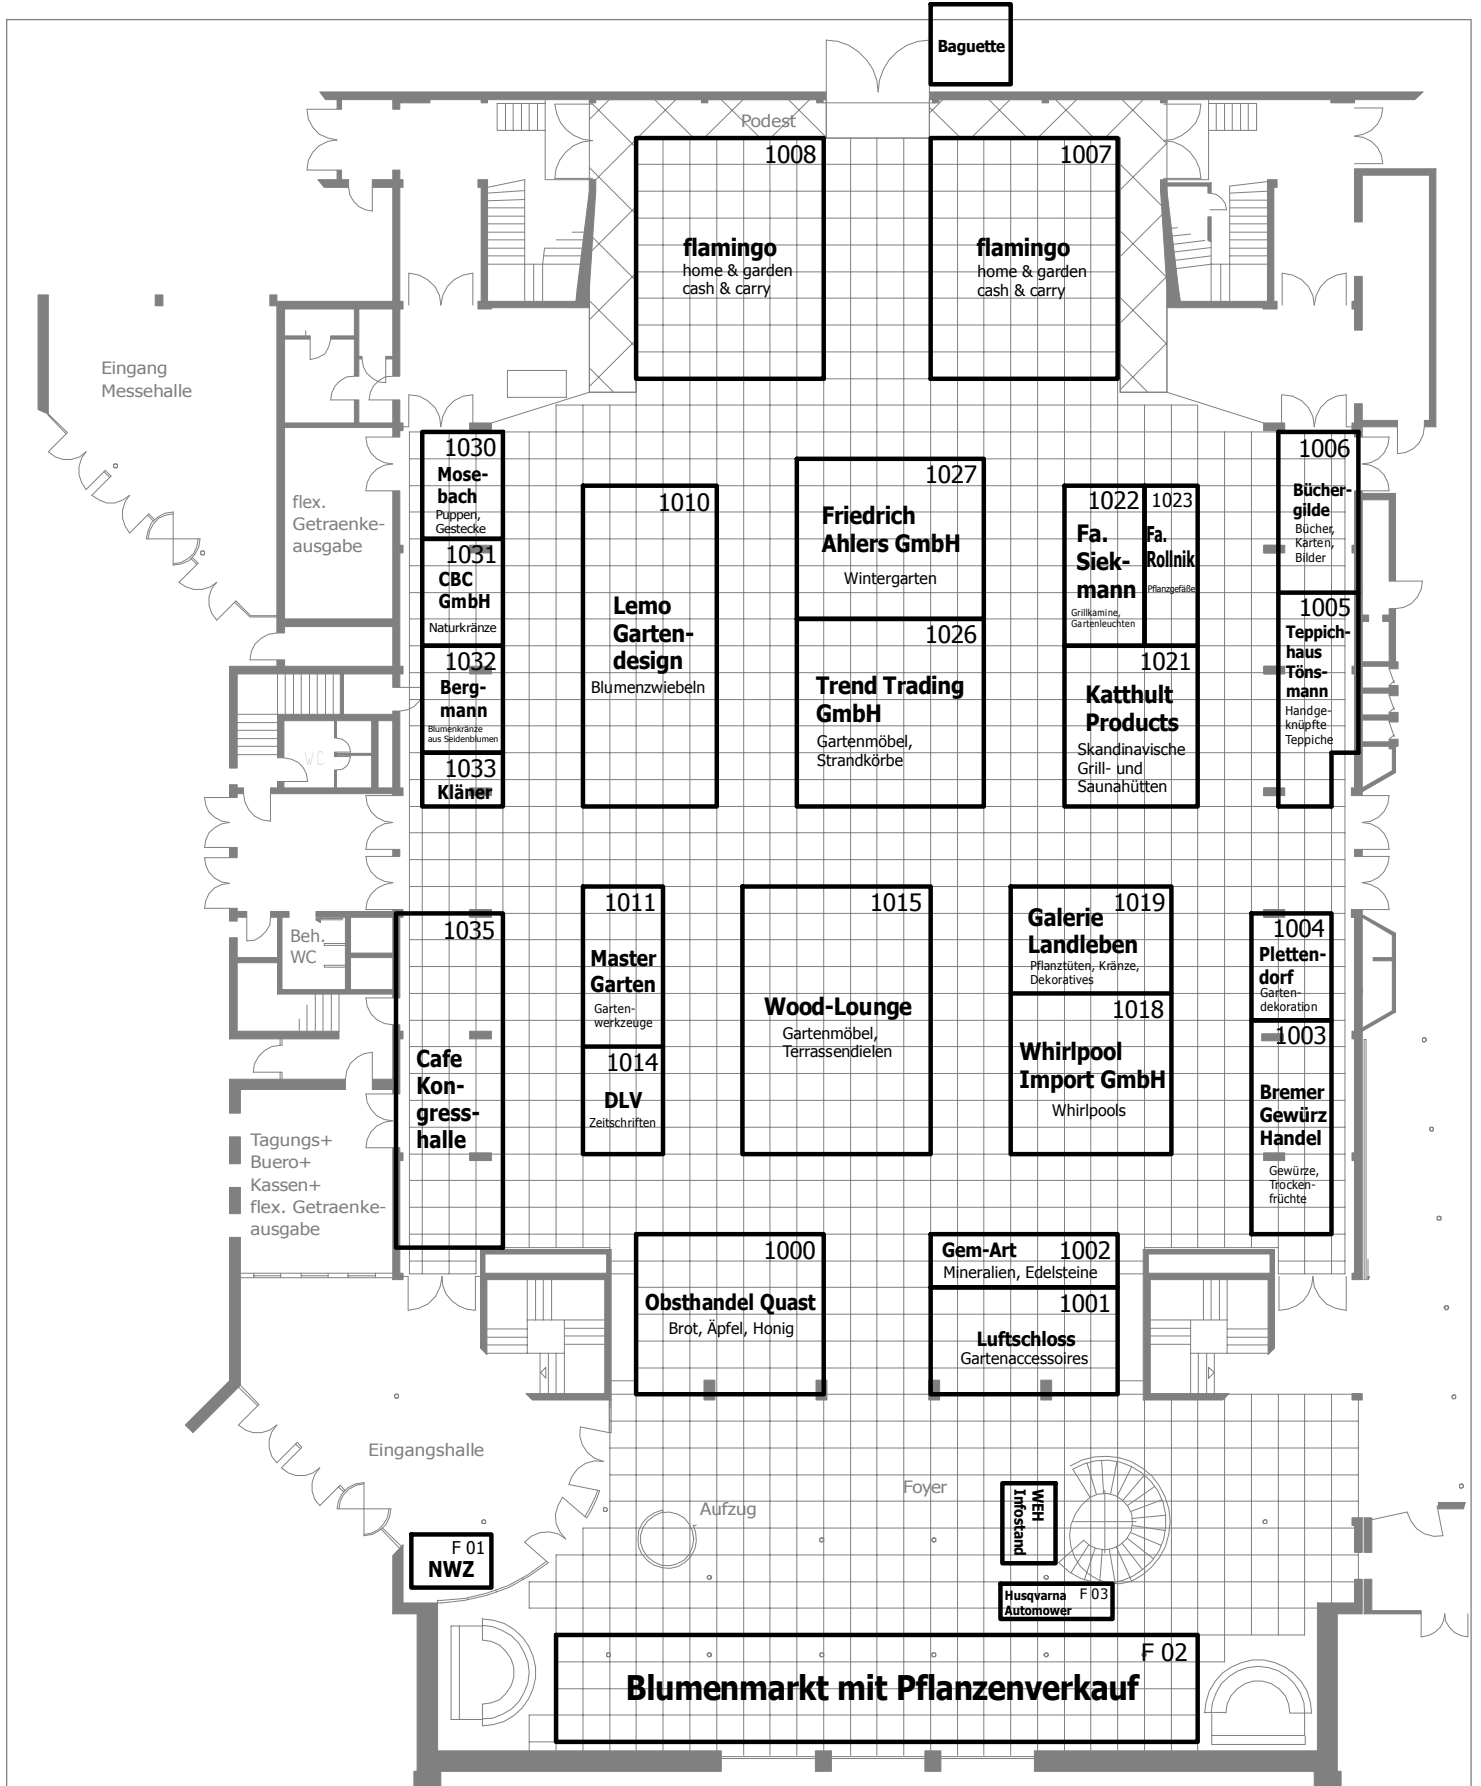 Baguette
Podest
1008
flamingo
home & garden
cash & carry
1007
flamingo
home & garden
cash & carry
Eingang
Messehalle
flex.
Getraenke-
ausgabe
1030
Mose-
bach
Puppen,
Gestecke
1031
CBC
GmbH
Naturkränze
1032
Berg-
mann
Blumenkränze
aus Seidenblumen
1033
Kläner
1010
Lemo
Garten-
design
Blumenzwiebeln
1027
Friedrich
Ahlers GmbH
Wintergarten
1026
Trend Trading
GmbH
Gartenmöbel,
Strandkörbe
1022
Fa.
Siek-
mann
Grillkamine,
Gartenleuchten
1023
Fa.
Rollnik
Pflanzgefäße
1021
Katthult
Products
Skandinavische
Grill- und
Saunahütten
1006
Bücher-
gilde
Bücher,
Karten,
Bilder
1005
Teppich-
haus
Töns-
mann
Handge-
knüpfte
Teppiche
WC
Beh.
WC
1035
Cafe
Kon-
gress-
halle
1011
Master
Garten
Garten-
werkzeuge
1014
DLV
Zeitschriften
1015
Wood-Lounge
Gartenmöbel,
Terrassendielen
1019
Galerie
Landleben
Pflanztüten, Kränze,
Dekoratives
1018
Whirlpool
Import GmbH
Whirlpools
1004
Pletten-
dorf
Garten-
dekoration
1003
Bremer
Gewürz
Handel
Gewürze,
Trocken-
früchte
Tagungs+
Buero+
Kassen+
flex. Getraenke-
ausgabe
1000
Obsthandel Quast
Brot, Äpfel, Honig
1002
Gem-Art
Mineralien, Edelsteine
1001
Luftschloss
Gartenaccessoires
Eingangshalle
Aufzug
Foyer
WEH
Infostand
F 01
NWZ
Husqvarna F 03
Automower
F 02
Blumenmarkt mit Pflanzenverkauf